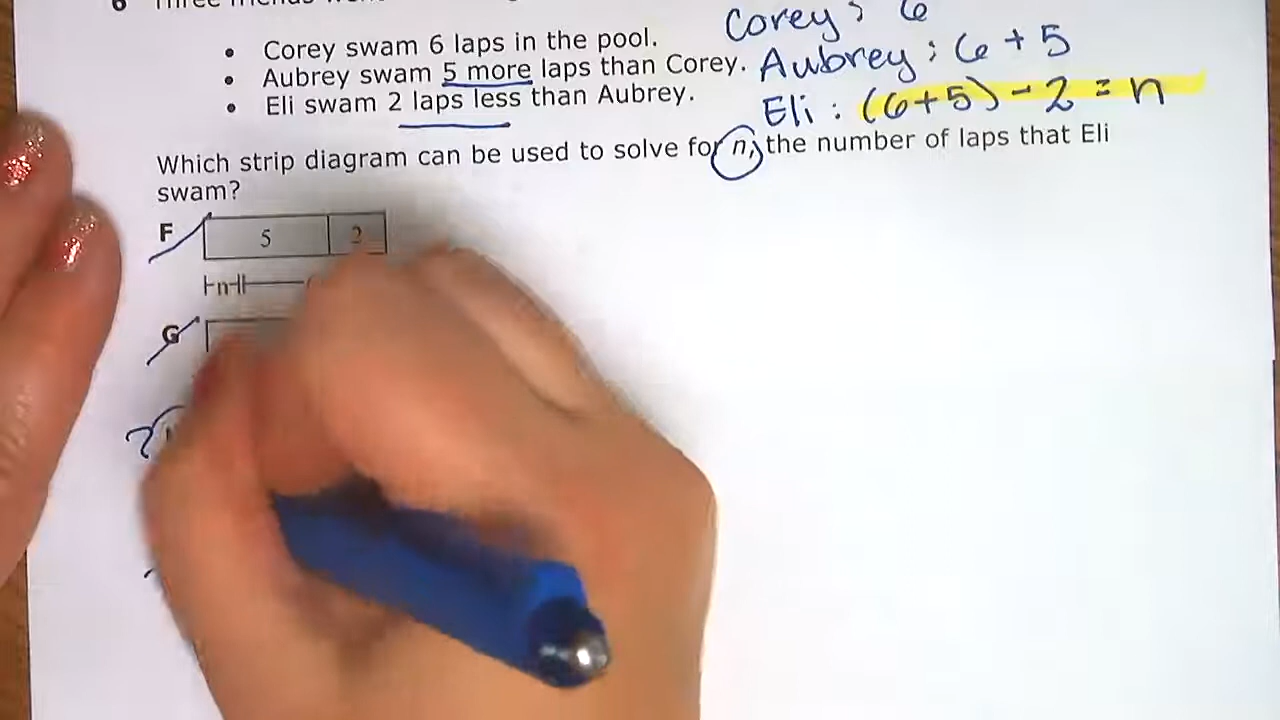 6
Corey : 6
• Corey swam 6 laps in the pool.
• Aubrey swam 5 more laps than Corey. Aubrey : 6 + 5
• Eli swam 2 laps less than Aubrey.
Eli : (6+5) - 2 = n
Which strip diagram can be used to solve for n, the number of laps that Eli
swam?
F 5 2
n
G
?